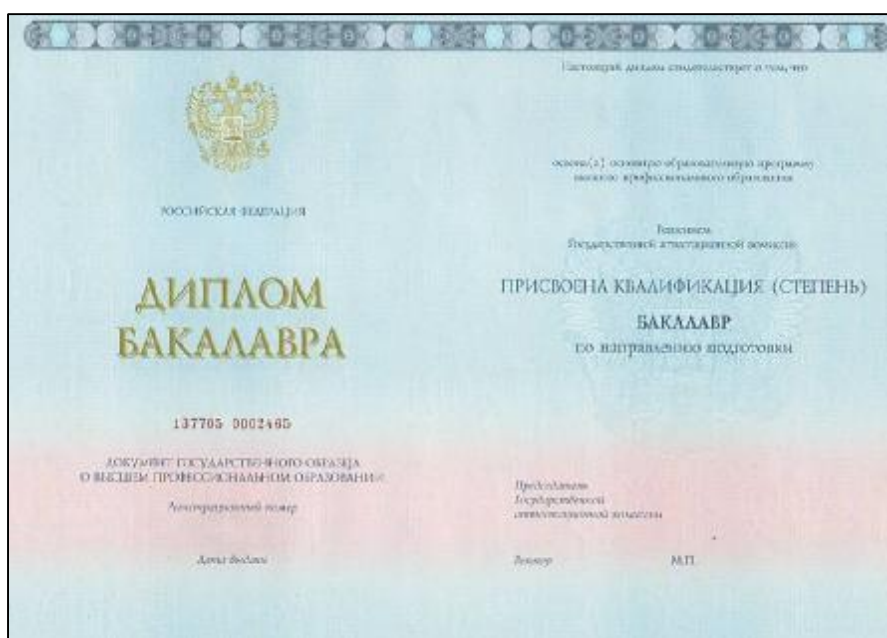 РОССИЙСКАЯ ФЕДЕРАЦИЯ
ДИПЛОМ
БАКАЛАВРА
137705 0002465
ДОКУМЕНТ ГОСУДАРСТВЕННОГО ОБРАЗЦА
О ВЫСШЕМ ПРОФЕССИОНАЛЬНОМ ОБРАЗОВАНИИ
Регистрационный номер
Дата выдачи
Настоящий диплом свидетельствует о том, что
освоил(а) основную образовательную программу
высшего профессионального образования
Решением
Государственной аттестационной комиссии
ПРИСВОЕНА КВАЛИФИКАЦИЯ (СТЕПЕНЬ)
БАКАЛАВР
по направлению подготовки
Председатель
Государственной
аттестационной комиссии
Ректор
М.П.